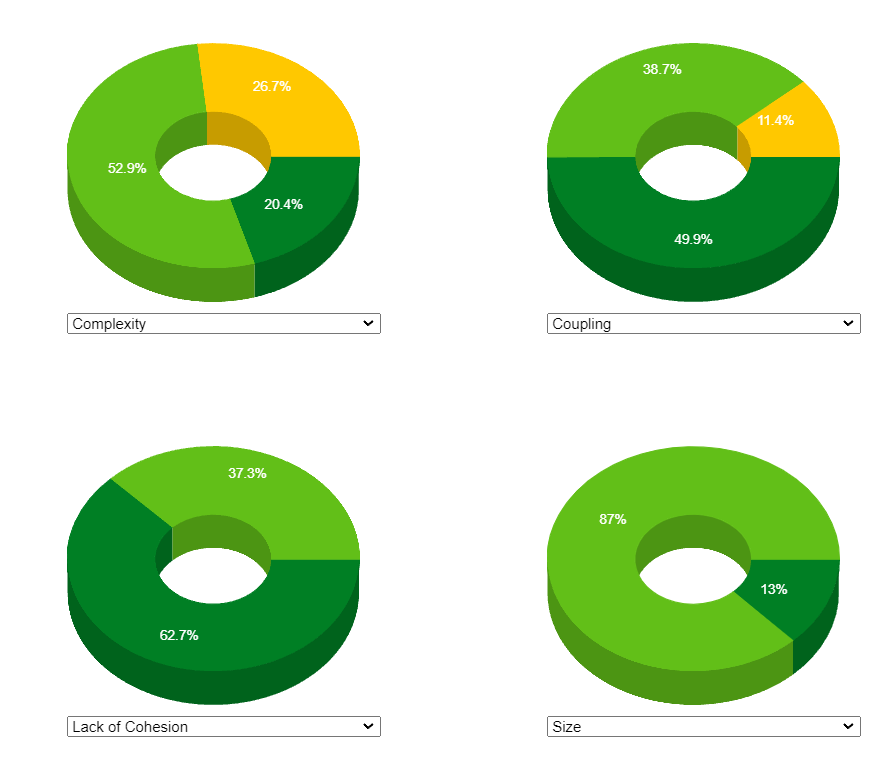 26.7%
52.9%
20.4%
Complexity
38.7%
11.4%
49.9%
Coupling
37.3%
62.7%
Lack of Cohesion
87%
13%
Size